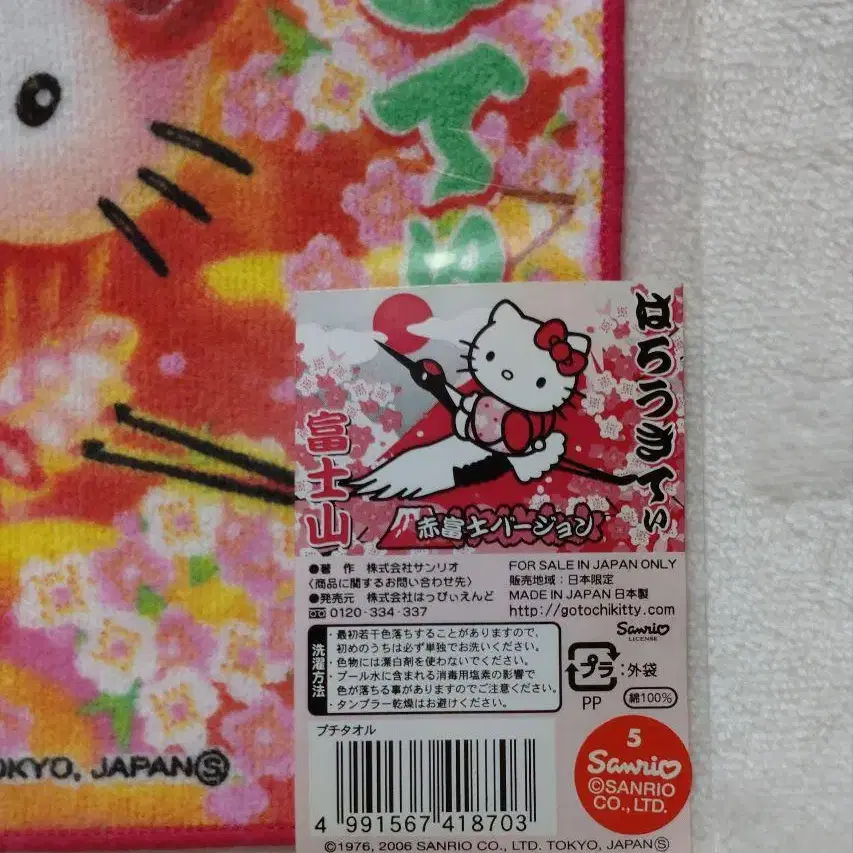 はろうきてぃ
富士山
赤富士バージョン
●著 作 株式会社サンリオ
〈商品に関するお問い合わせ先〉
●発売元 株式会社はっぴぃえんど
0120-334-337
FOR SALE IN JAPAN ONLY
販売地域：日本限定
MADE IN JAPAN 日本製
http://gotochikitty.com
Sanrio
LICENSE
洗濯方法
・最初若干色落ちすることがありますので、
初めのうちは必ず単独でお洗いください。
・色物には漂白剤を使わないでください。
・プール水に含まれる消毒用塩素の影響で
色が落ちる事がありますのでご注意ください。
・タンブラー乾燥はお避けください。
プラ：外袋
PP
綿100%
プチタオル
4 991567 418703
5
Sanrio
©SANRIO
CO., LTD.
©1976, 2006 SANRIO CO., LTD. TOKYO, JAPANⓈ
OKYO, JAPANⓈ